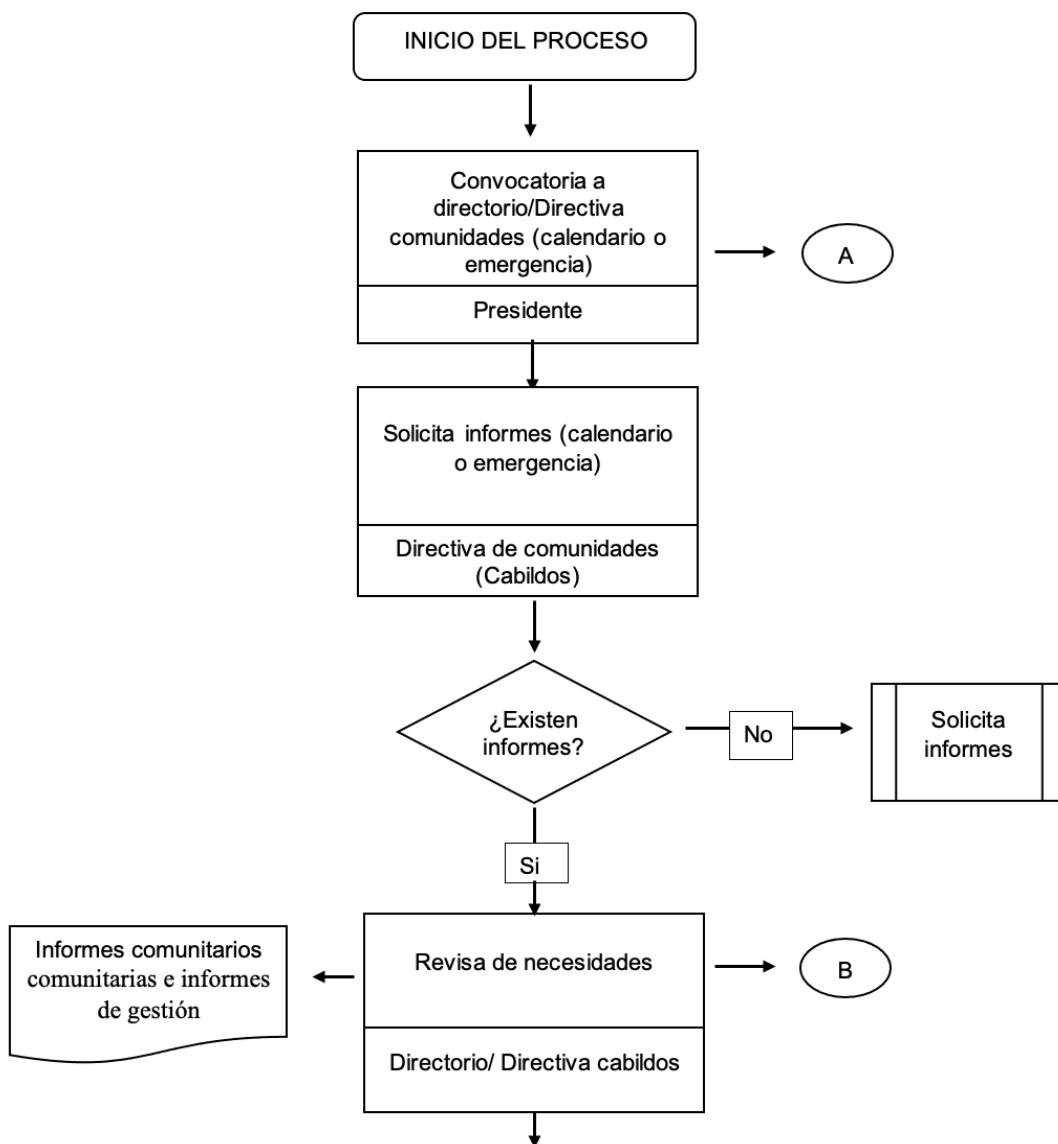 INICIO DEL PROCESO
Convocatoria a
directorio/Directiva
comunidades (calendario o
emergencia)
A
Presidente
Solicita informes (calendario
o emergencia)
Directiva de comunidades
(Cabildos)
¿Existen
informes?
No
Solicita
informes
Si
Informes comunitarios
comunitarias e informes
de gestión
Revisa de necesidades
B
Directorio/ Directiva cabildos